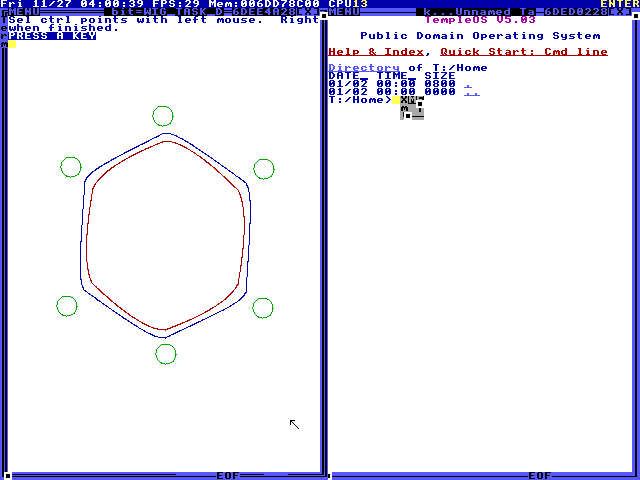 Fri 11/27 04:00:39 FPS:29 Mem:006DD78C00 CPU13 ENTER
MENU
Sel ctrl points with left mouse.  Right
when finished.
PRESS A KEY
EOF
MENU
TempleOS V5.03
Public Domain Operating System
Help & Index, Quick Start: Cmd line
Directory of T:/Home
DATE_ TIME_ SIZE
01/02 00:00 0800 .
01/02 00:00 0000 ..
T:/Home>
EOF